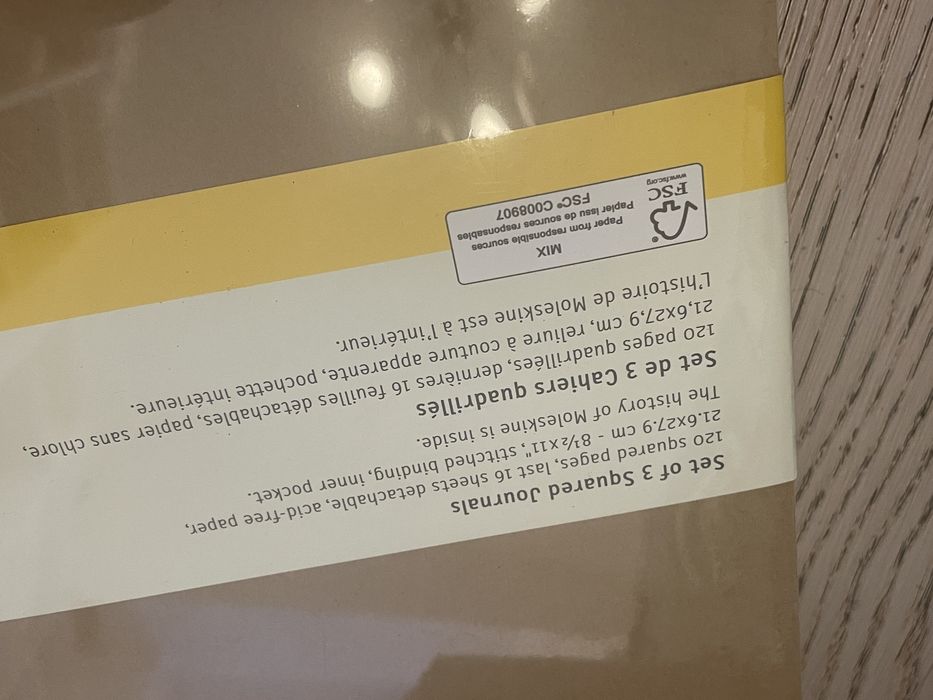 Set of 3 Squared Journals
120 squared pages, last 16 sheets detachable, acid-free paper,
21.6x27.9 cm - 8½x11", stitched binding, inner pocket.
The history of Moleskine is inside.
Set de 3 Cahiers quadrillés
120 pages quadrillées, dernières 16 feuilles détachables, papier sans chlore,
21,6x27,9 cm, reliure à couture apparente, pochette intérieure.
L'histoire de Moleskine est à l'intérieur.
®
FSC
www.fsc.org
MIX
Paper from responsible sources
Papier issu de sources responsables
FSC® C008907